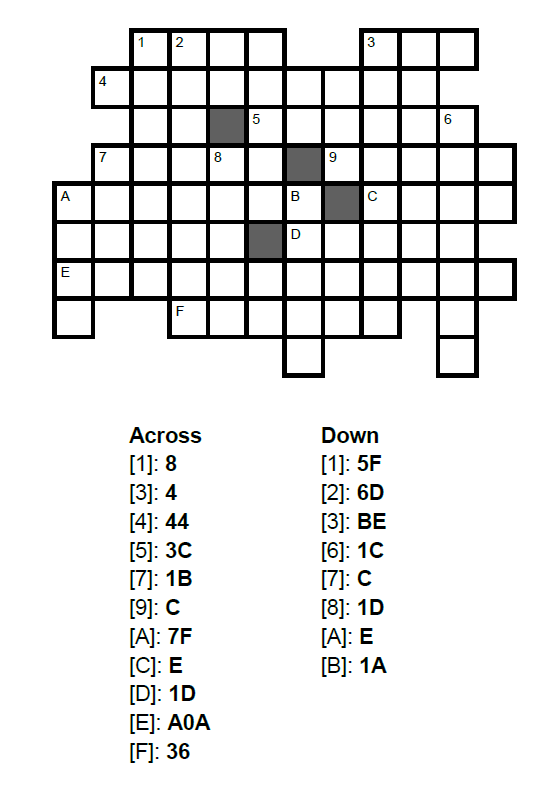 1 2 3
4
5 6
7 8 9
A B C
D
E
F
Across Down
[1]: 8 [1]: 5F
[3]: 4 [2]: 6D
[4]: 44 [3]: BE
[5]: 3C [6]: 1C
[7]: 1B [7]: C
[9]: C [8]: 1D
[A]: 7F [A]: E
[C]: E [B]: 1A
[D]: 1D
[E]: A0A
[F]: 36